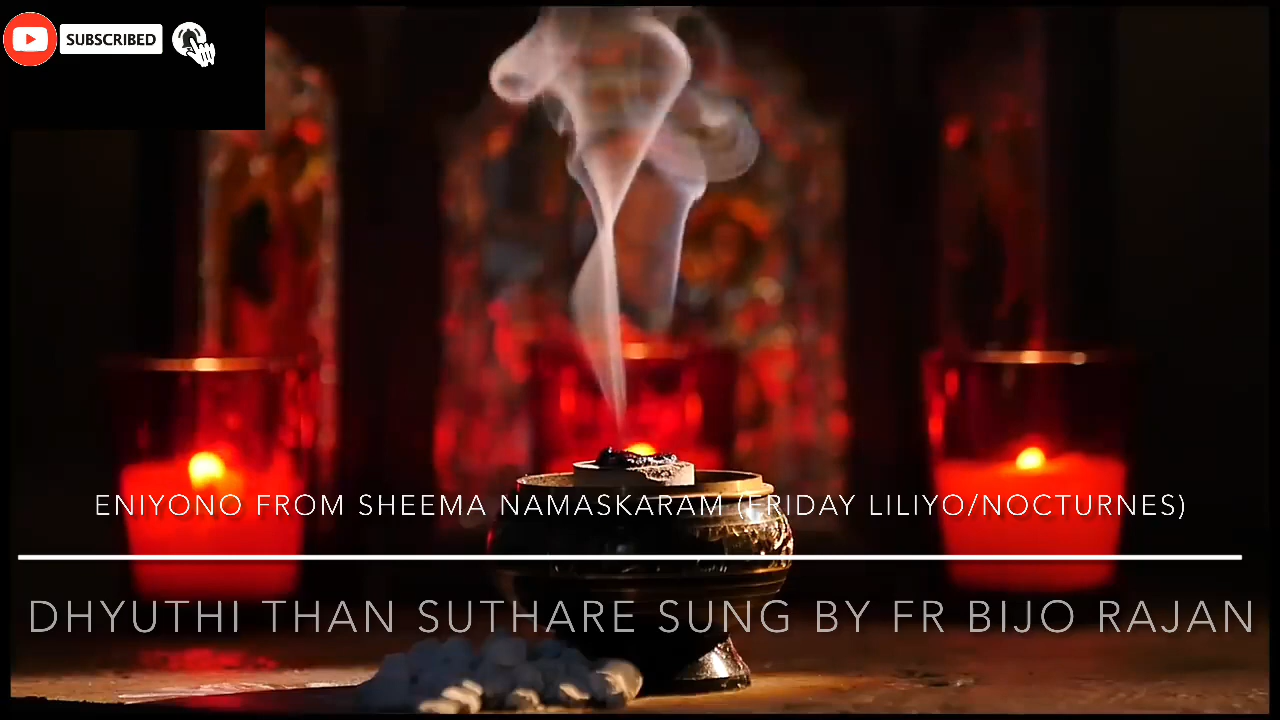 SUBSCRIBED
ENIYONO FROM SHEEMA NAMASKARAM (FRIDAY LILIYO/NOCTURNES)
DHYUTHI THAN SUTHARE SUNG BY FR BIJO RAJAN